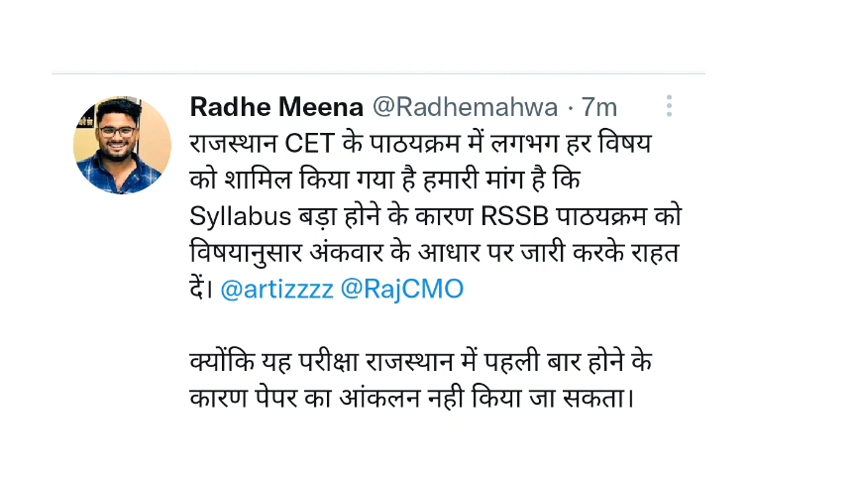 Radhe Meena @Radhemahwa · 7m
राजस्थान CET के पाठयक्रम में लगभग हर विषय
को शामिल किया गया है हमारी मांग है कि
Syllabus बड़ा होने के कारण RSSB पाठयक्रम को
विषयानुसार अंकवार के आधार पर जारी करके राहत
दें। @artizzzz @RajCMO
क्योंकि यह परीक्षा राजस्थान में पहली बार होने के
कारण पेपर का आंकलन नही किया जा सकता।